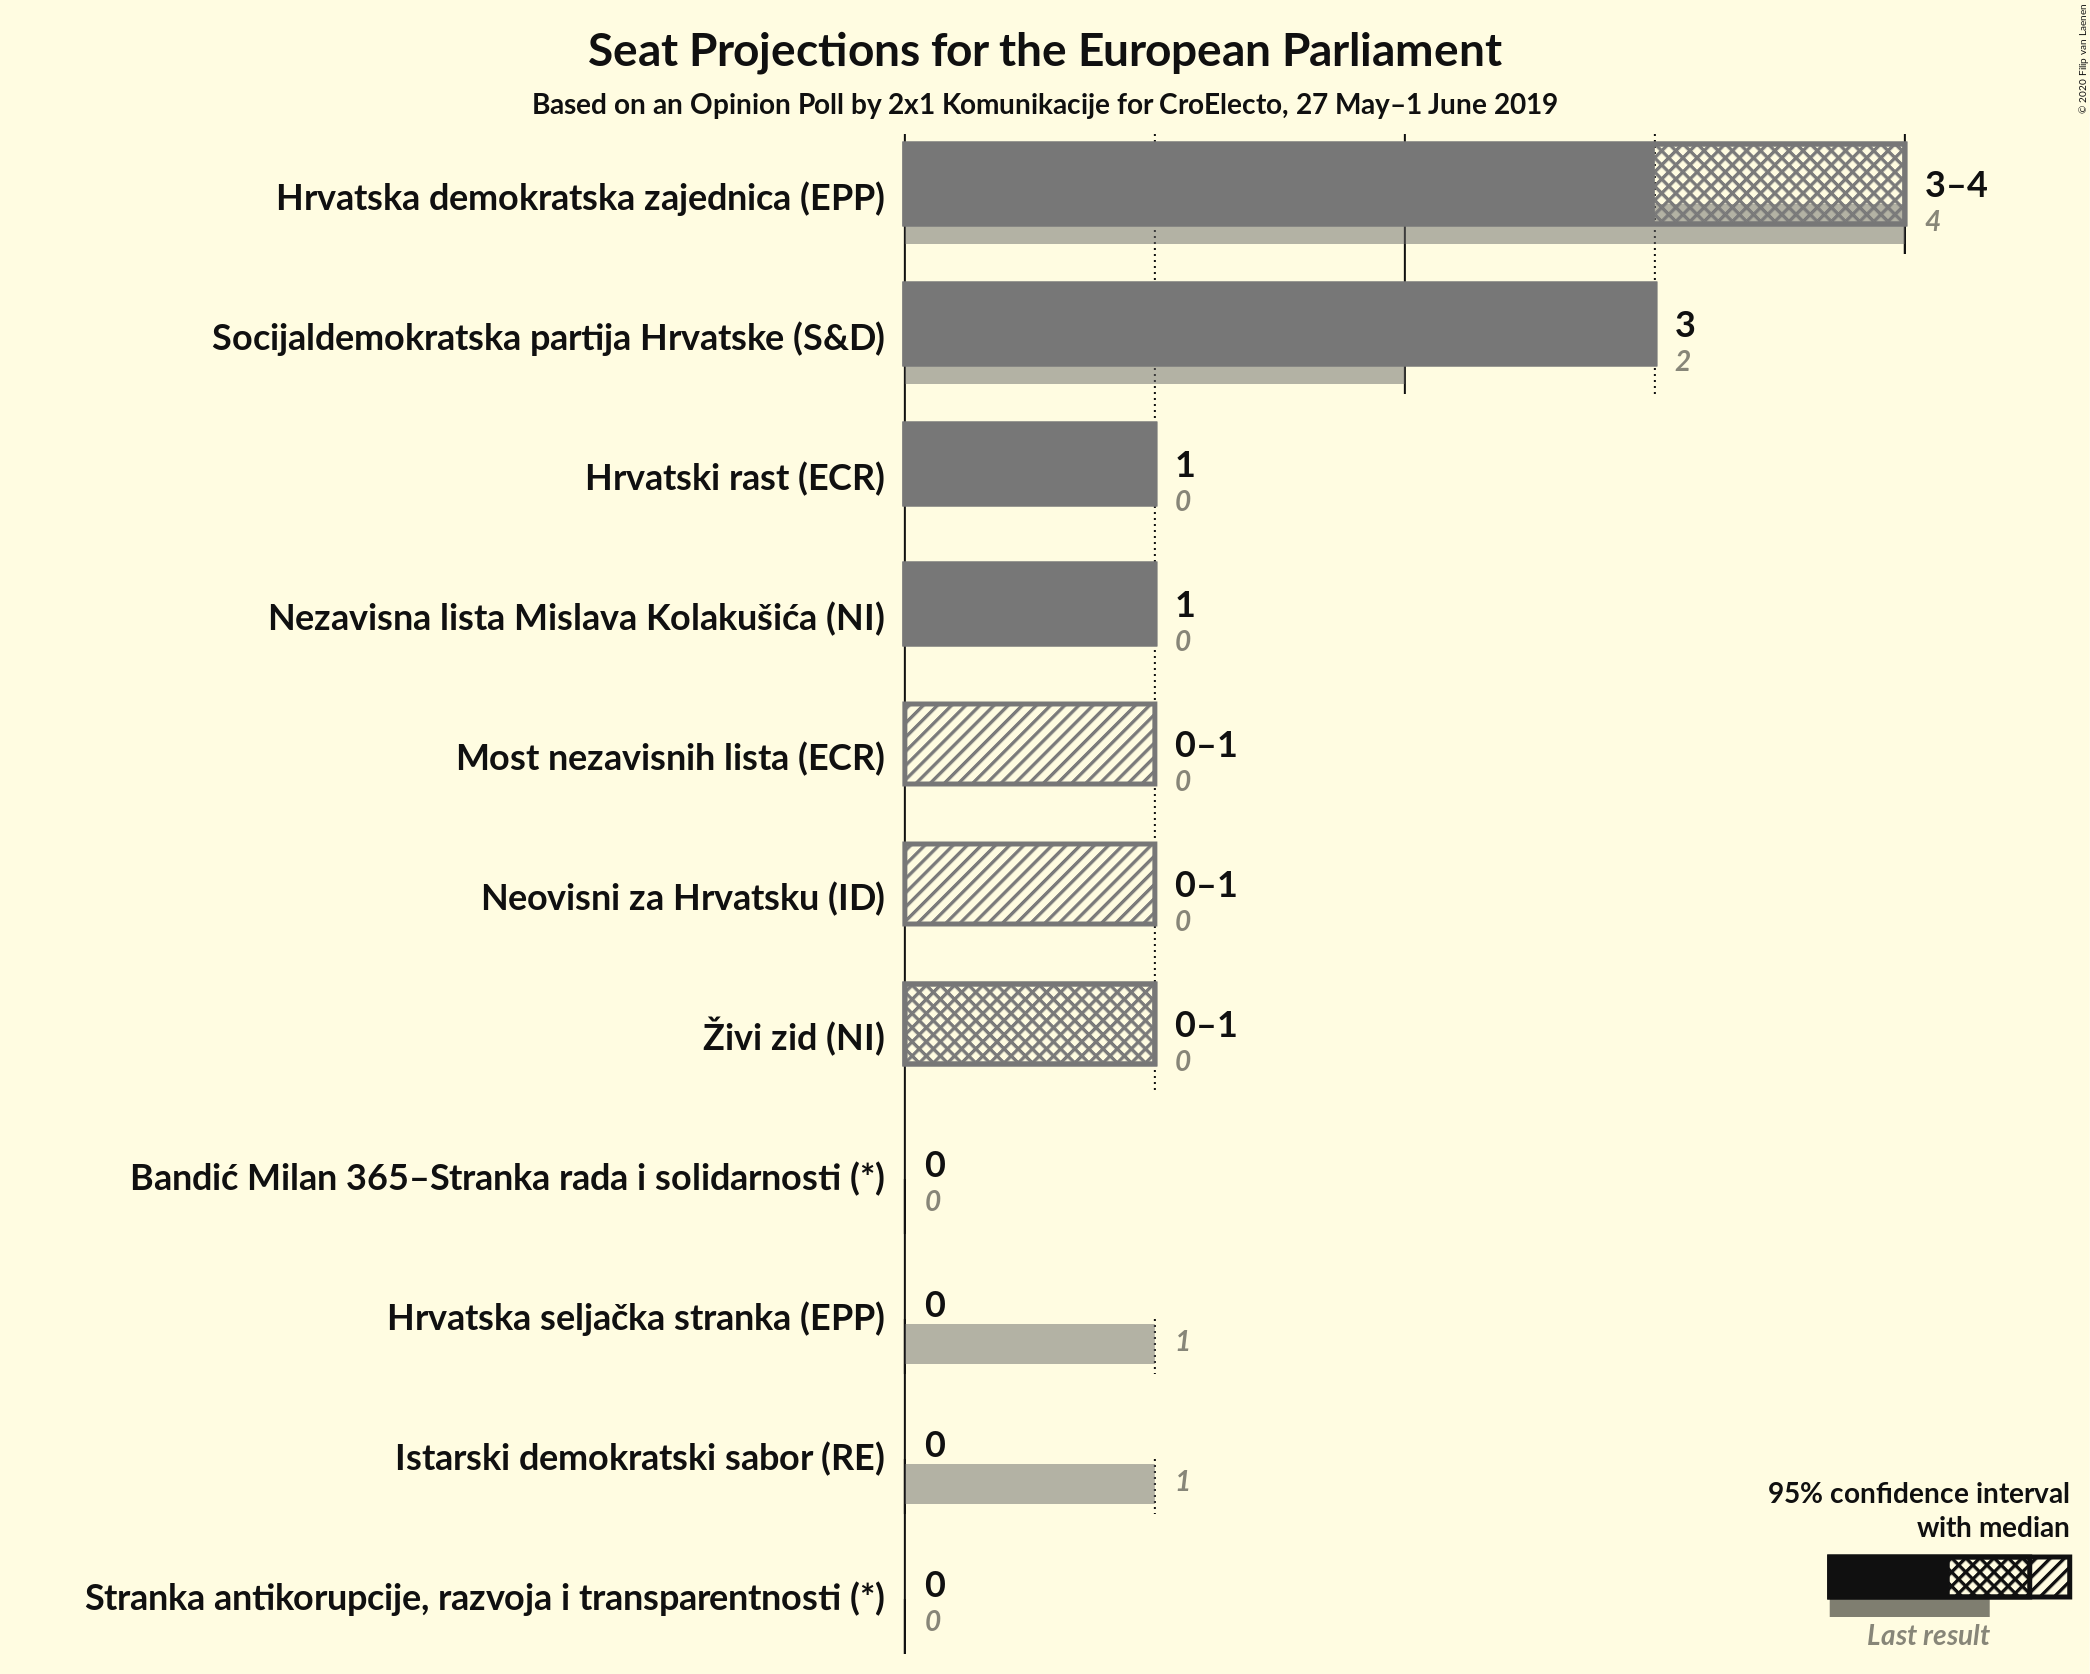 Seat Projections for the European Parliament
Based on an Opinion Poll by 2x1 Komunikacije for CroElecto, 27 May–1 June 2019
© 2020 Filip van Laenen
Hrvatska demokratska zajednica (EPP)
3–4
4
Socijaldemokratska partija Hrvatske (S&D)
3
2
Hrvatski rast (ECR)
1
0
Nezavisna lista Mislava Kolakušića (NI)
1
0
Most nezavisnih lista (ECR)
0–1
0
Neovisni za Hrvatsku (ID)
0–1
0
Živi zid (NI)
0–1
0
Bandić Milan 365–Stranka rada i solidarnosti (*)
0
0
Hrvatska seljačka stranka (EPP)
0
1
Istarski demokratski sabor (RE)
0
1
Stranka antikorupcije, razvoja i transparentnosti (*)
0
0
95% confidence interval
with median
Last result